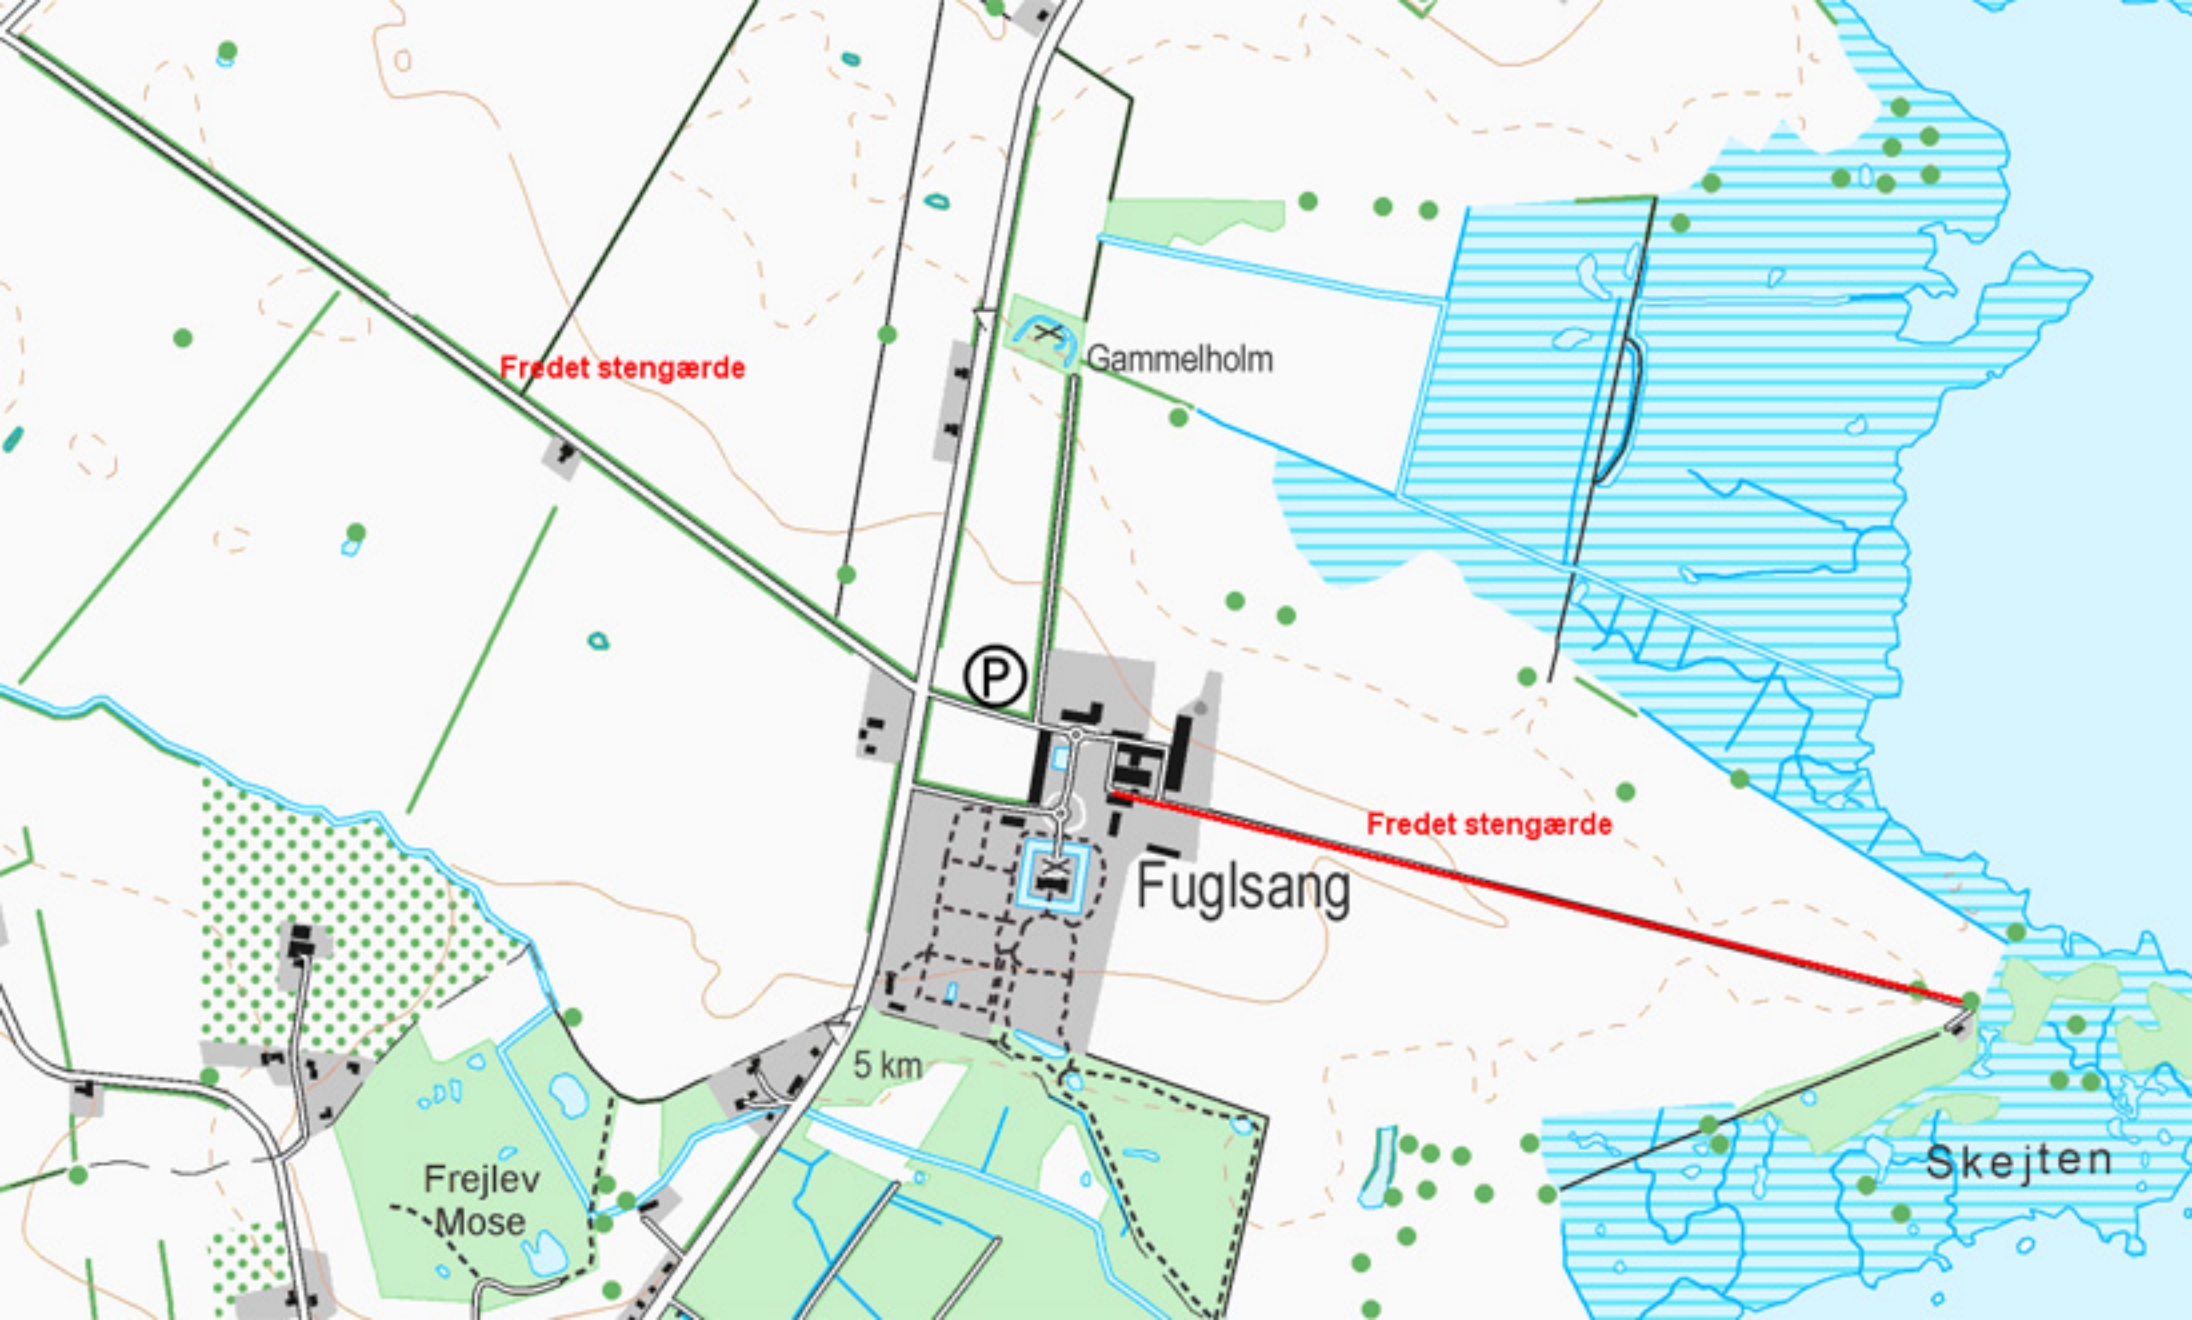 Gammelholm
Fredet stengærde
P
Fredet stengærde
Fuglsang
5 km
Skejten
Frejlev
Mose